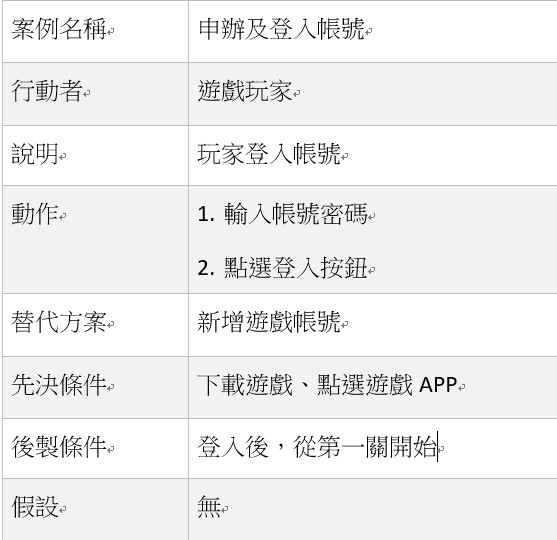 案例名稱 申辦及登入帳號
行動者 遊戲玩家
說明 玩家登入帳號
動作 1. 輸入帳號密碼
2. 點選登入按鈕
替代方案 新增遊戲帳號
先決條件 下載遊戲、點選遊戲 APP
後製條件 登入後，從第一關開始
假設 無